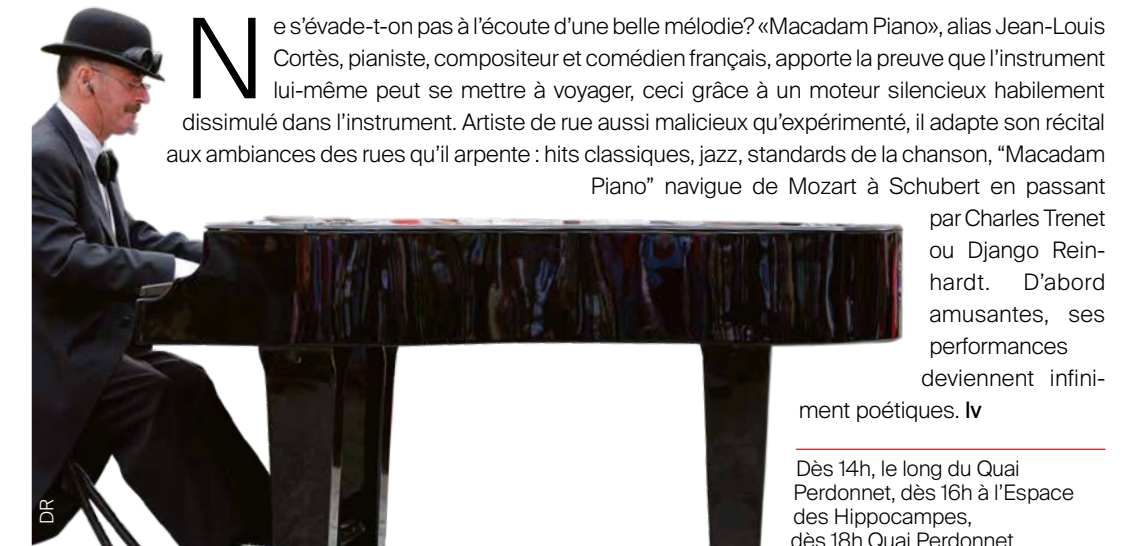 Ne s’évade-t-on pas à l’écoute d’une belle mélodie? «Macadam Piano», alias Jean-Louis
Cortès, pianiste, compositeur et comédien français, apporte la preuve que l’instrument
lui-même peut se mettre à voyager, ceci grâce à un moteur silencieux habilement
dissimulé dans l’instrument. Artiste de rue aussi malicieux qu’expérimenté, il adapte son récital
aux ambiances des rues qu’il arpente : hits classiques, jazz, standards de la chanson, “Macadam
Piano” navigue de Mozart à Schubert en passant
par Charles Trenet
ou Django Rein-
hardt. D’abord
amusantes, ses
performances
deviennent infini-
ment poétiques. lv
Dès 14h, le long du Quai
Perdonnet, dès 16h à l’Espace
des Hippocampes,
dès 18h Quai Perdonnet
DR